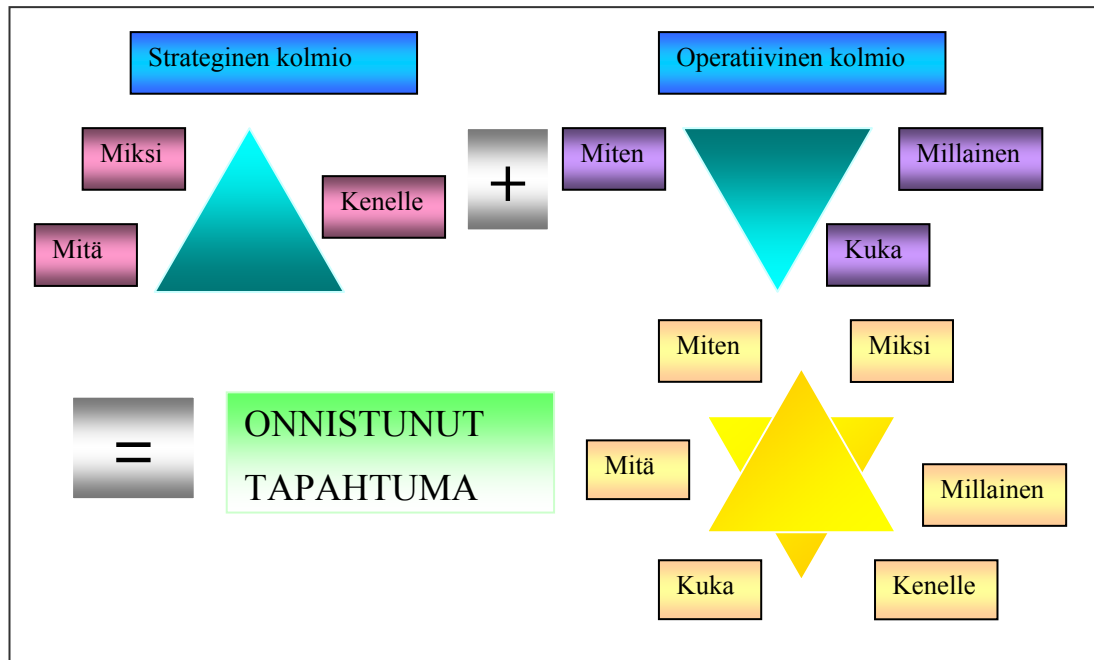 Strateginen kolmio
Operatiivinen kolmio
Miksi
Kenelle
Mitä
+
Miten
Millainen
Kuka
=
ONNISTUNUT
TAPAHTUMA
Miten
Miksi
Mitä
Millainen
Kuka
Kenelle